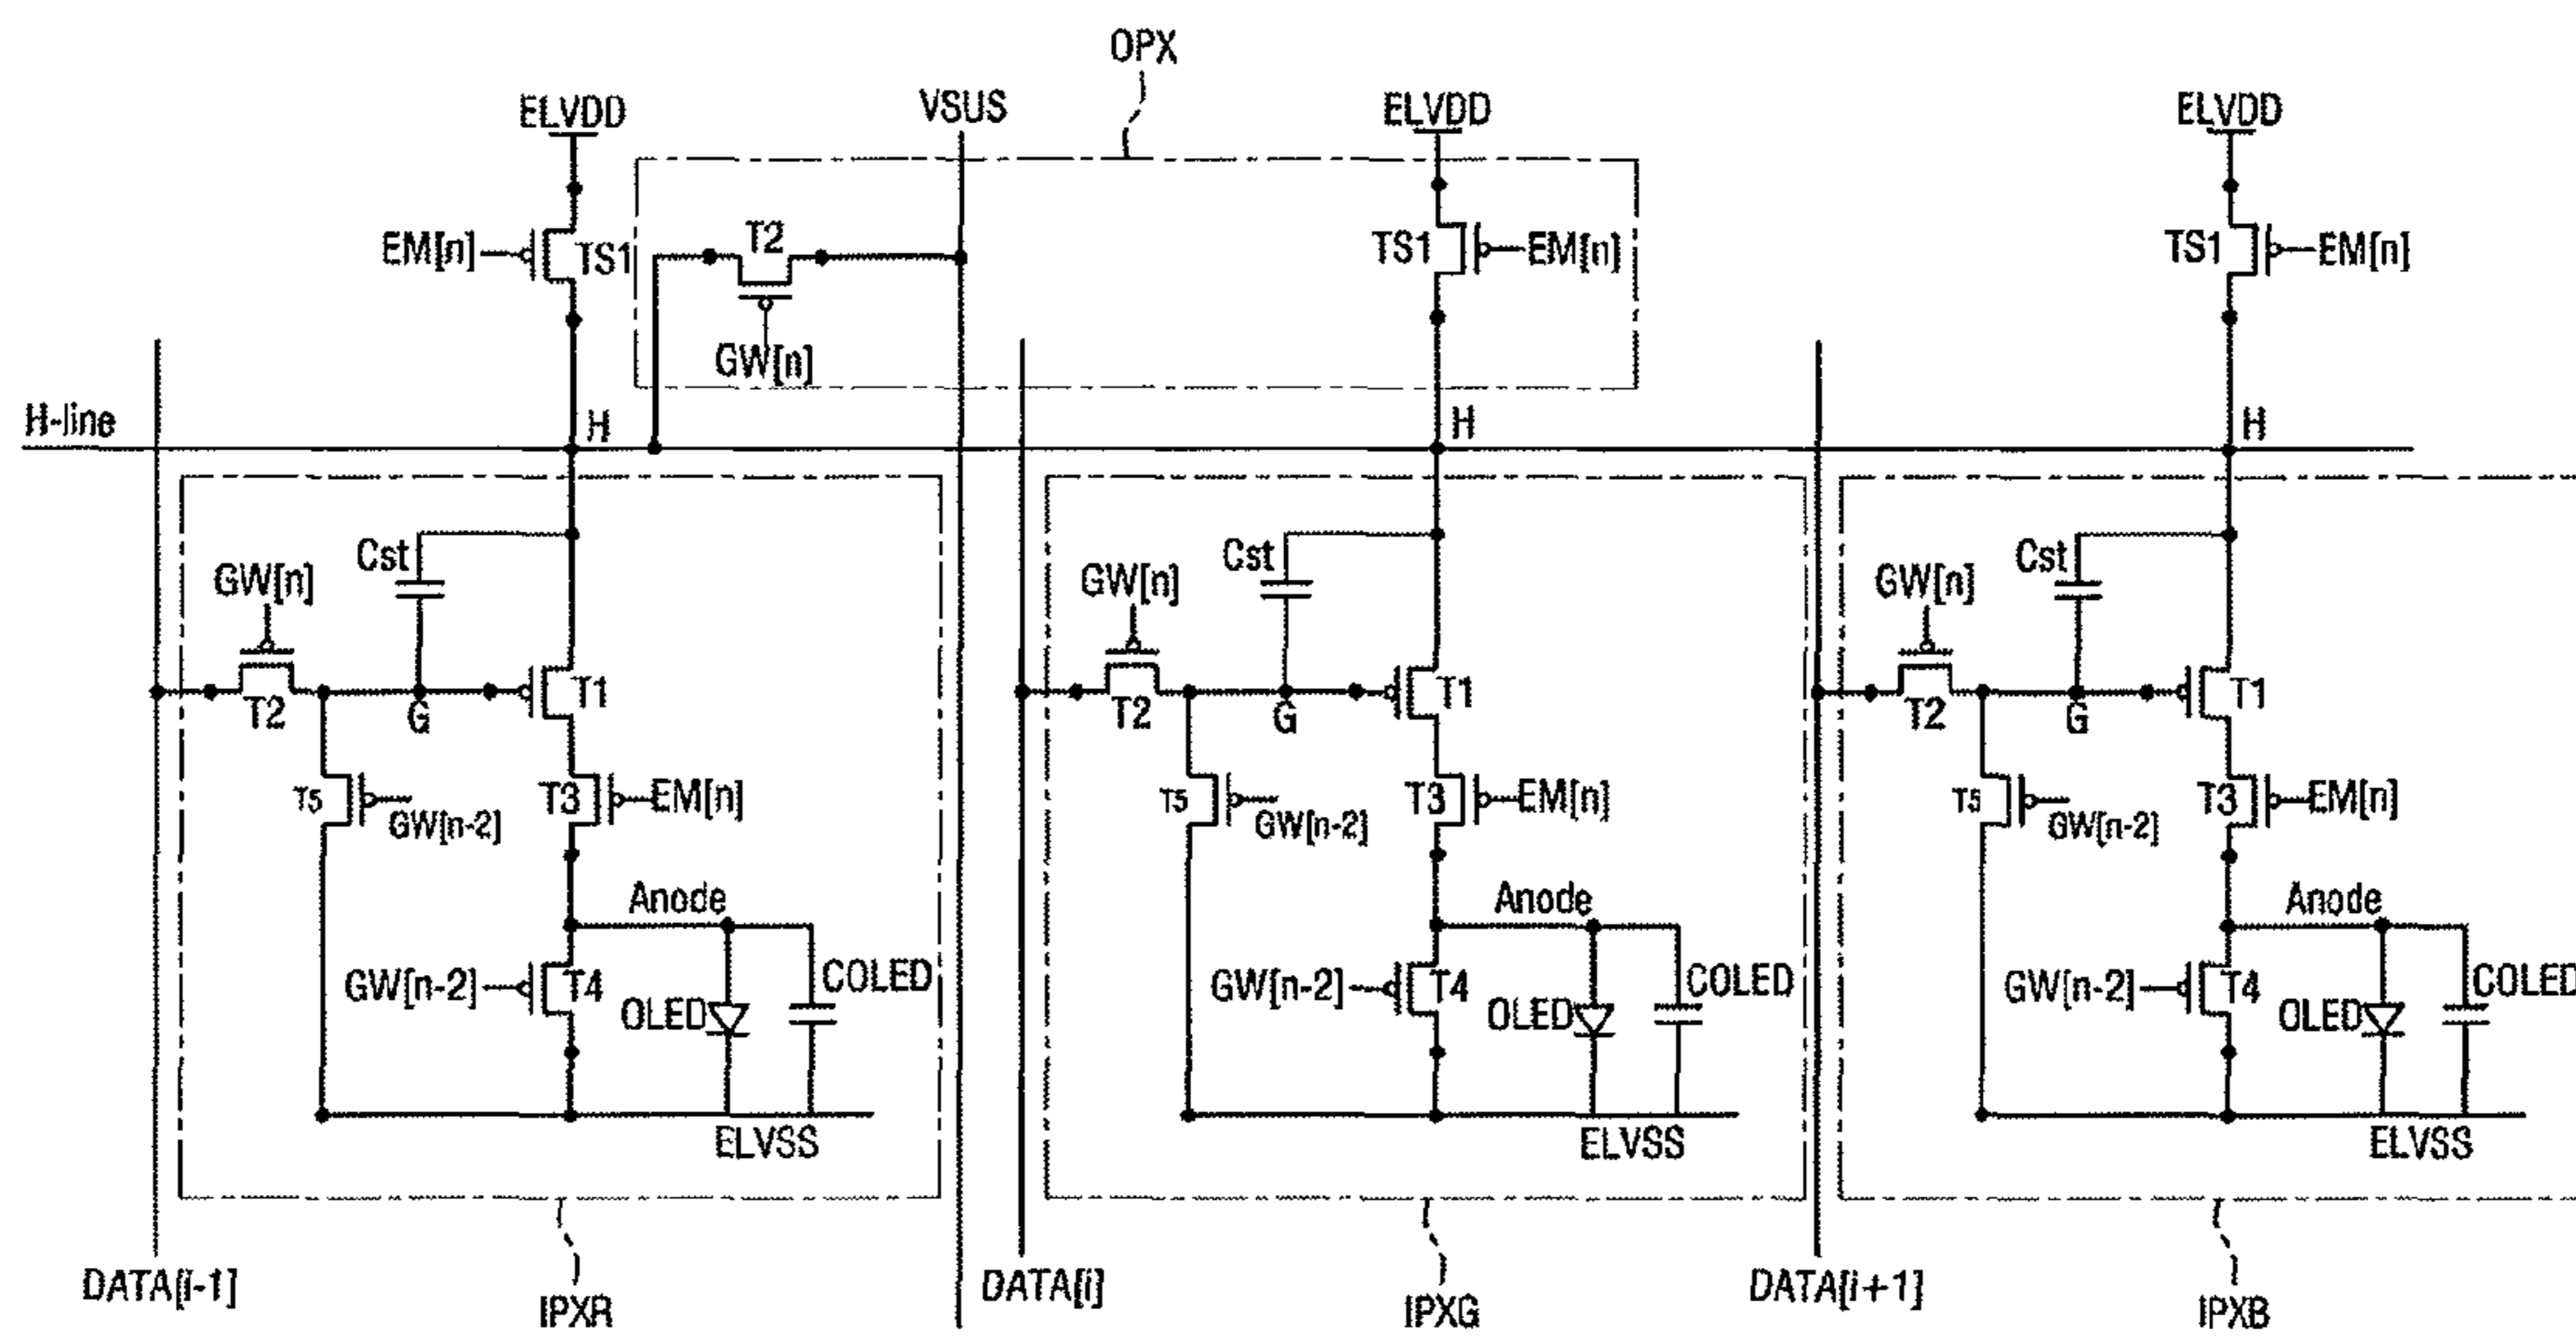 OPX
ELVDD VSUS ELVDD ELVDD
EM[n] TS1 T2 TS1 EM[n] TS1 EM[n]
GW[n]
H-line H H H
Cst Cst Cst
GW[n] GW[n] GW[n]
T2 G T1 T2 G T1 T2 G T1
T5 GW[n-2] T3 EM[n] T5 GW[n-2] T3 EM[n] T5 GW[n-2] T3 EM[n]
Anode Anode Anode
GW[n-2] T4 OLED COLED GW[n-2] T4 OLED COLED GW[n-2] T4 OLED COLED
ELVSS ELVSS ELVSS
DATA[i-1] DATA[i] DATA[i+1]
IPXR IPXG IPXB